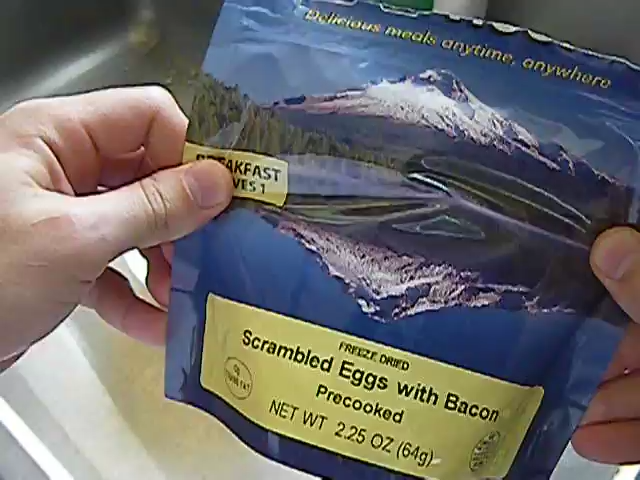 Delicious meals anytime, anywhere
BREAKFAST
VES 1
FREEZE DRIED
Scrambled Eggs with Bacon
Precooked
NET WT 2.25 OZ (64g)